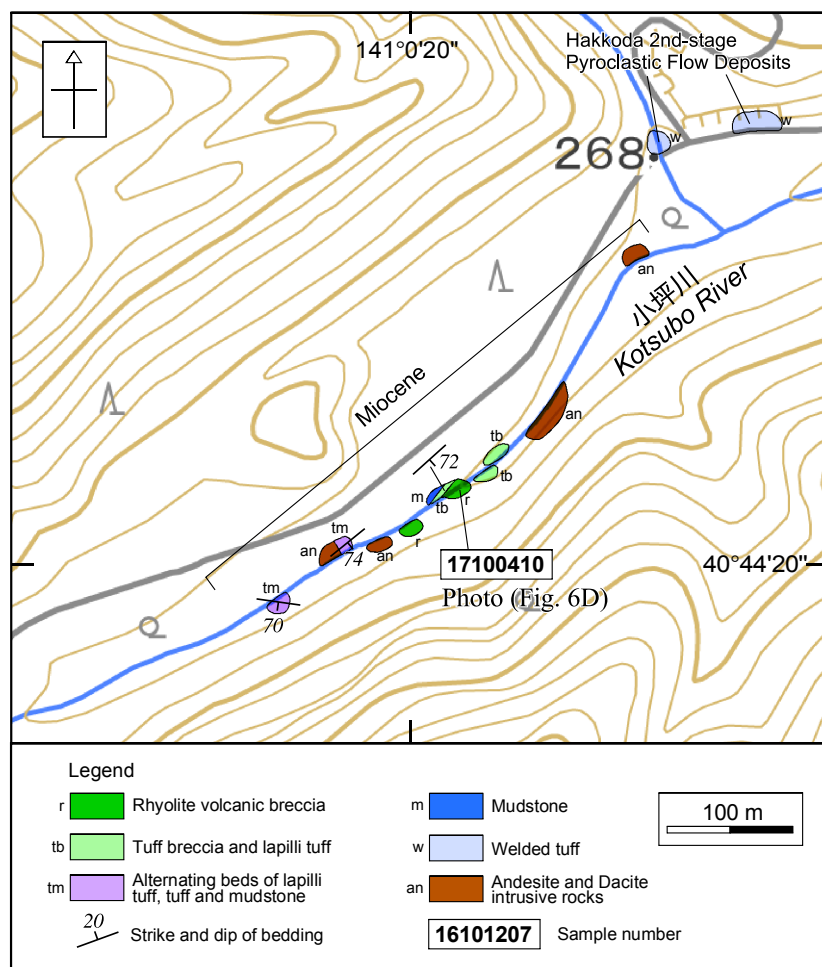 141°0'20"
Hakkoda 2nd-stage
Pyroclastic Flow Deposits
w
w
268
an
小坪川
Kotsubo River
Miocene
an
tb
72
tb
m
tb
r
r
tm
an
74
an
17100410
40°44'20"
Photo (Fig. 6D)
tm
70
Legend
r Rhyolite volcanic breccia
tb Tuff breccia and lapilli tuff
tm Alternating beds of lapilli
tuff, tuff and mudstone
20 Strike and dip of bedding
m Mudstone
w Welded tuff
an Andesite and Dacite
intrusive rocks
16101207 Sample number
100 m